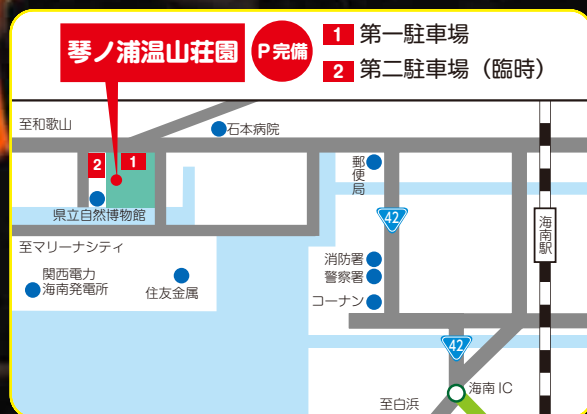 琴ノ浦温山荘園
P完備
1 第一駐車場
2 第二駐車場（臨時）
至和歌山
石本病院
2
1
郵便局
県立自然博物館
42
海南駅
至マリーナシティ
消防署
関西電力
海南発電所
警察署
住友金属
コーナン
42
海南IC
至白浜